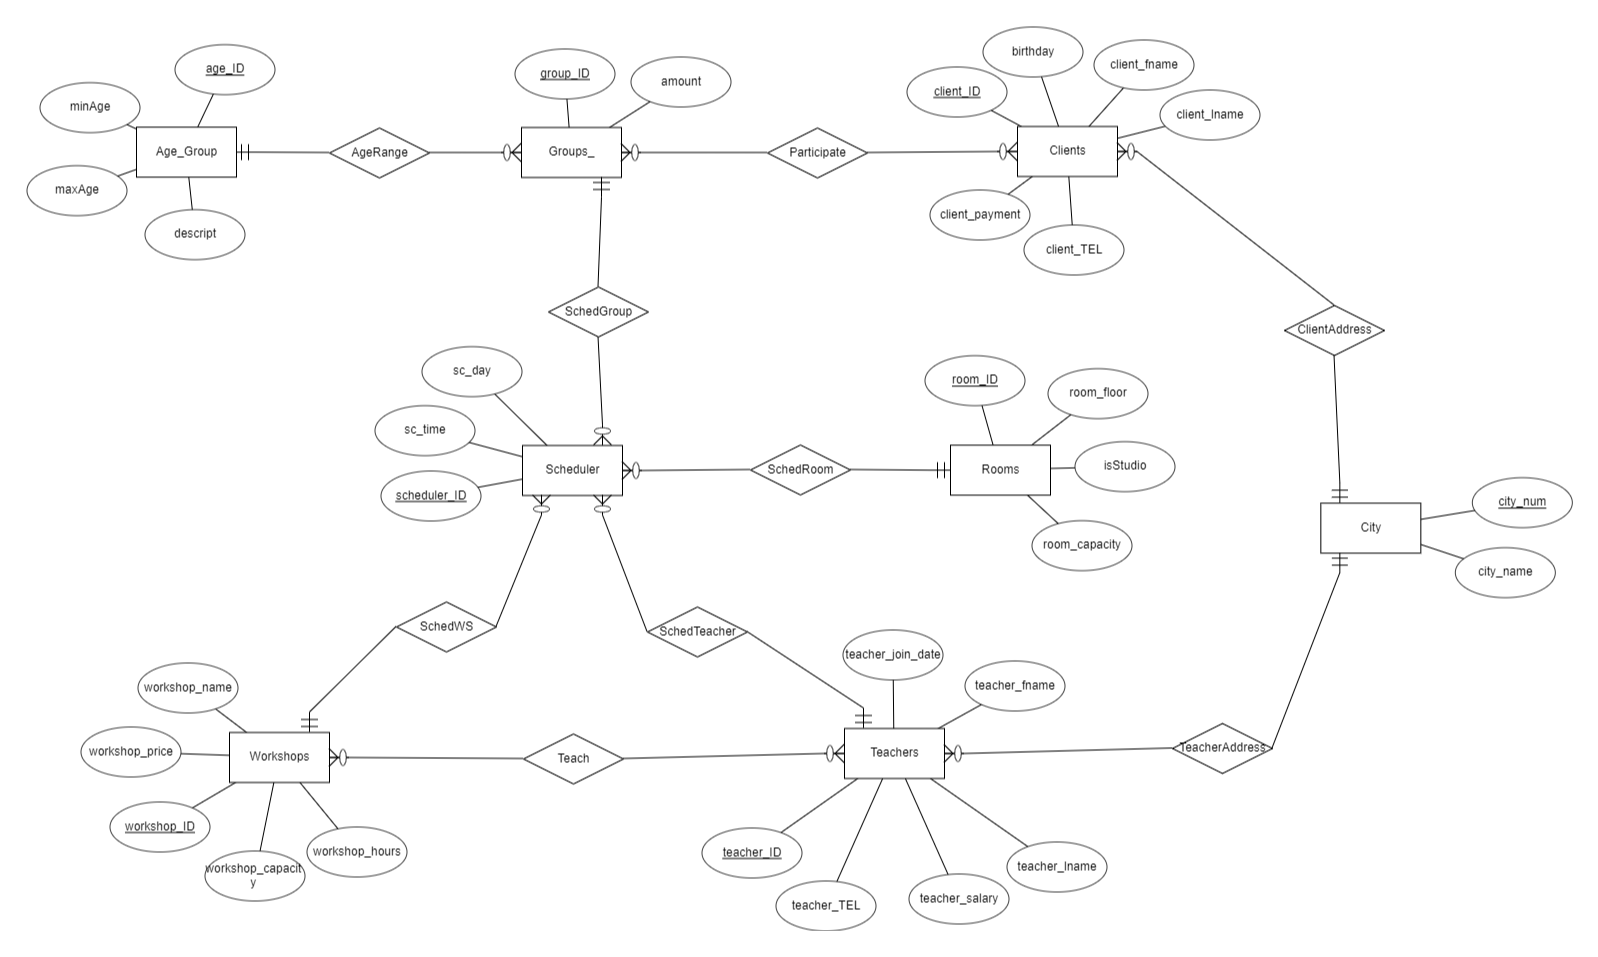 birthday
client_fname
age_ID
group_ID
amount
client_ID
minAge
client_lname
Age_Group
AgeRange
Groups_
Participate
Clients
maxAge
client_payment
descript
client_TEL
SchedGroup
ClientAddress
sc_day
room_ID
room_floor
sc_time
Scheduler
SchedRoom
Rooms
isStudio
scheduler_ID
city_num
City
room_capacity
city_name
SchedWS
SchedTeacher
teacher_join_date
workshop_name
teacher_fname
workshop_price
Workshops
Teach
Teachers
TeacherAddress
workshop_ID
workshop_hours
teacher_ID
workshop_capacit
y
teacher_lname
teacher_TEL
teacher_salary